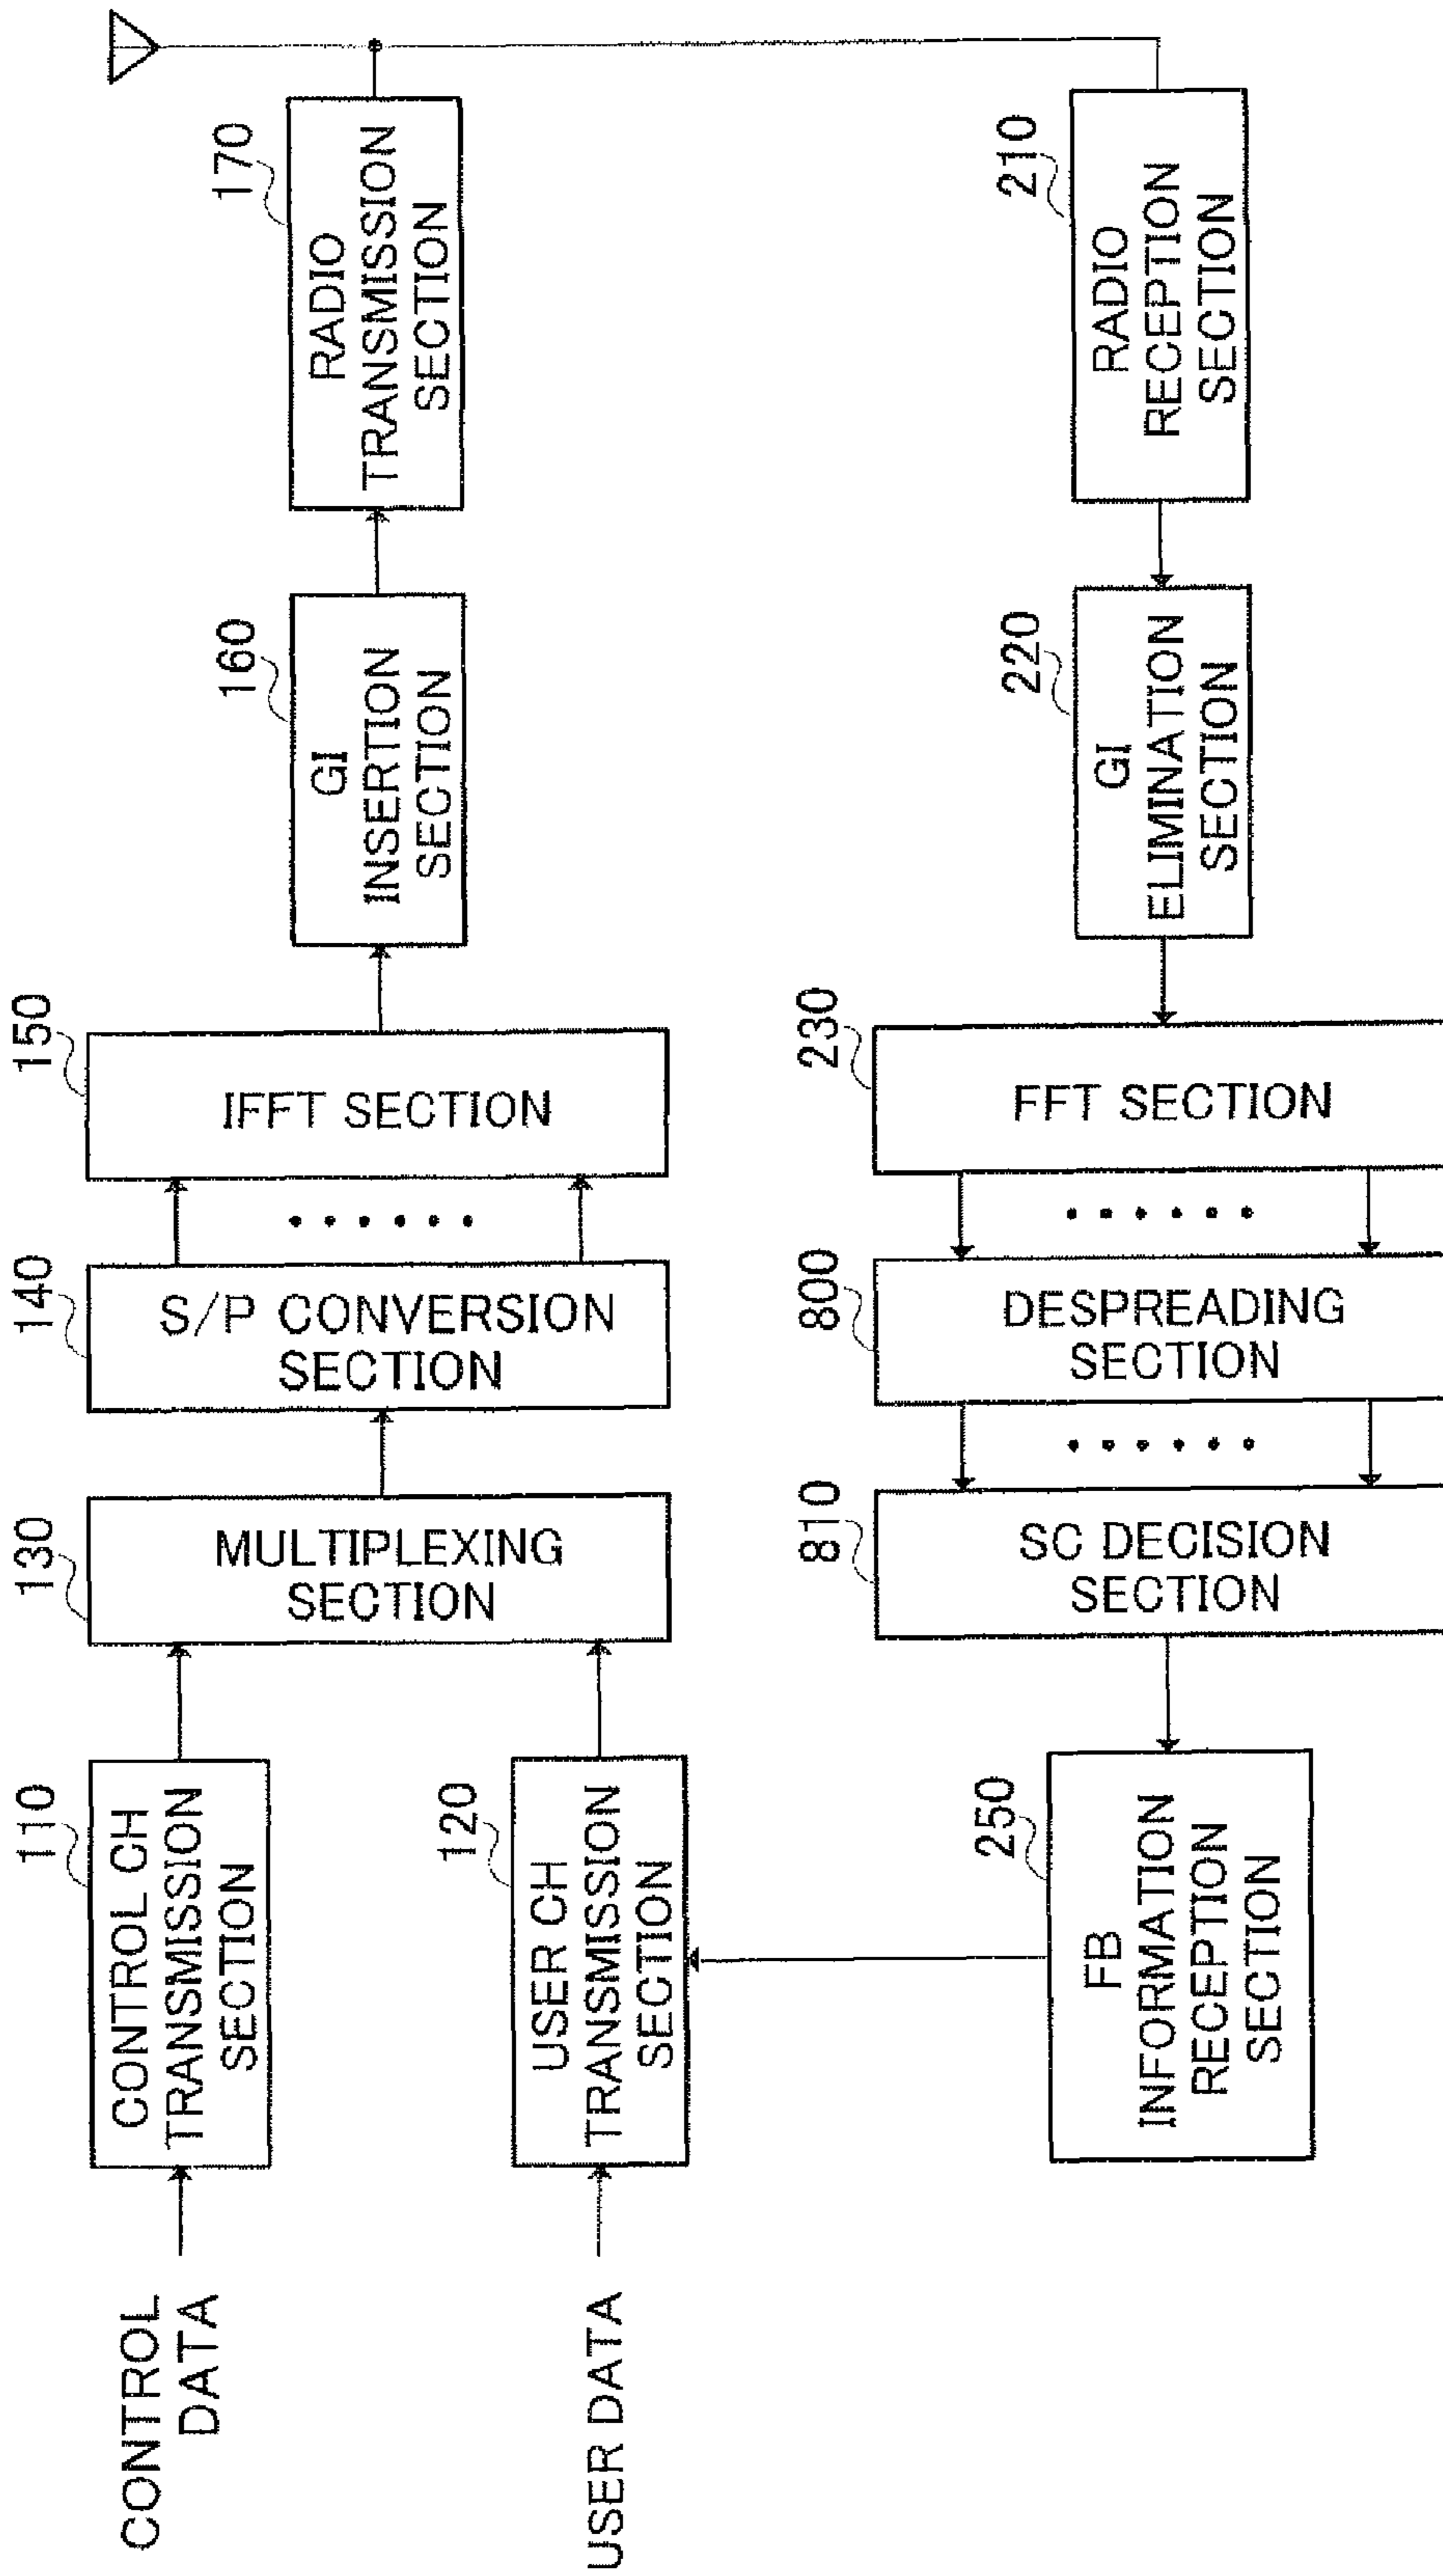 CONTROL
DATA
110
CONTROL CH
TRANSMISSION
SECTION
USER DATA
120
USER CH
TRANSMISSION
SECTION
130
MULTIPLEXING
SECTION
140
S/P CONVERSION
SECTION
150
IFFT SECTION
160
GI
INSERTION
SECTION
170
RADIO
TRANSMISSION
SECTION
250
FB
INFORMATION
RECEPTION
SECTION
810
SC DECISION
SECTION
800
DESPREADING
SECTION
230
FFT SECTION
220
GI
ELIMINATION
SECTION
210
RADIO
RECEPTION
SECTION